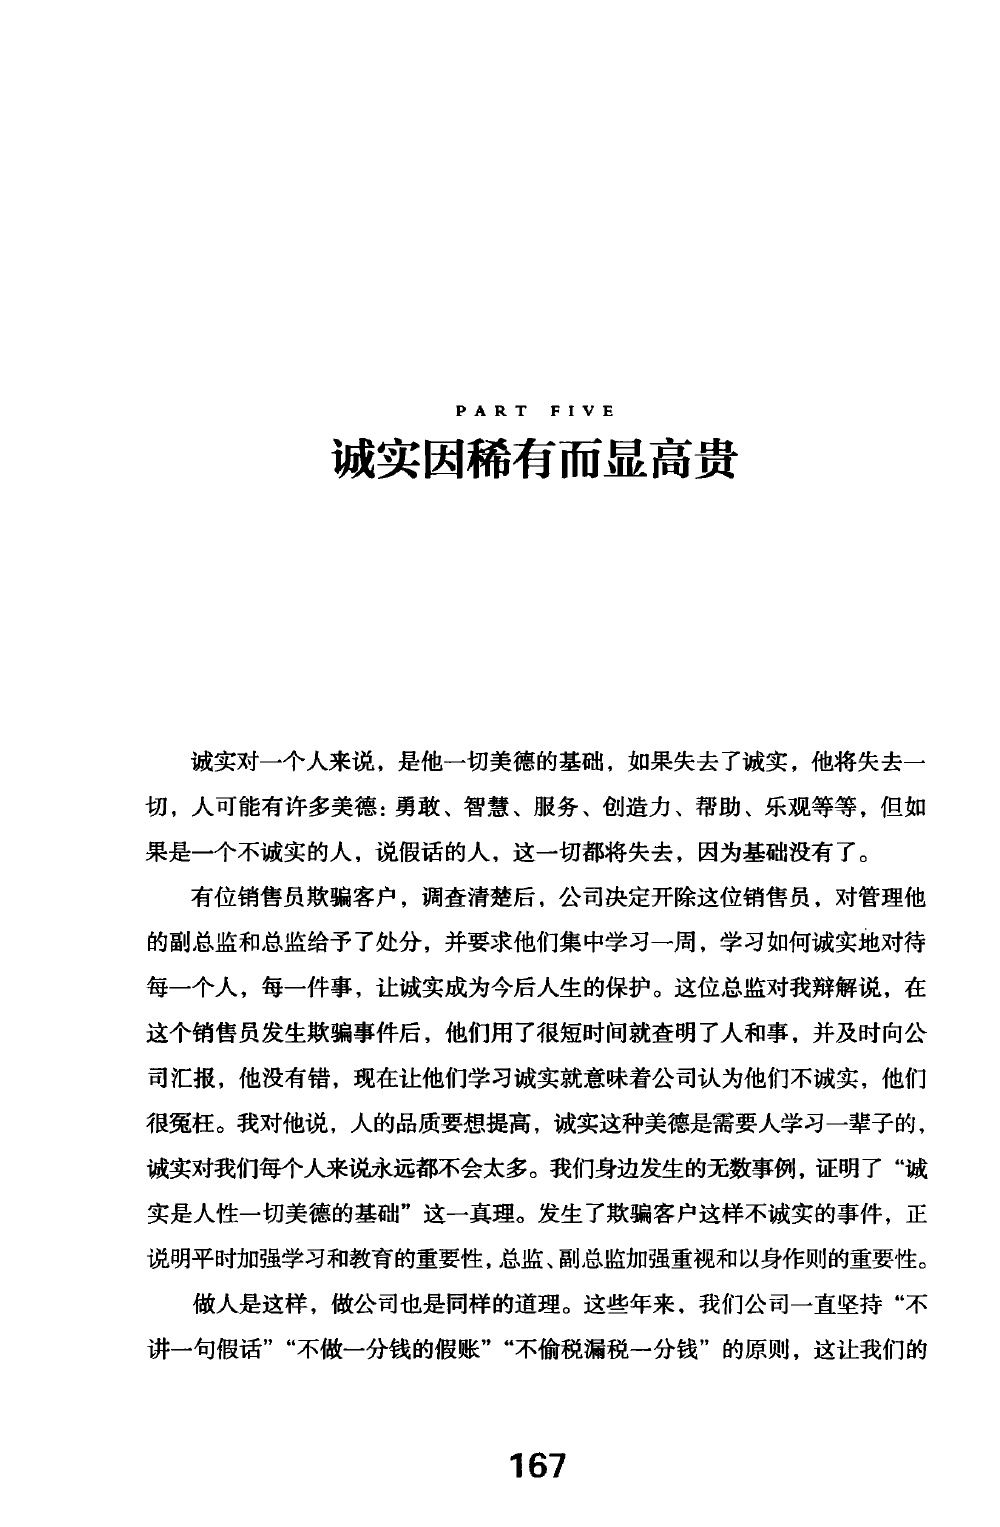 PART FIVE
诚实因稀有而显高贵
诚实对一个人来说，是他一切美德的基础，如果失去了诚实，他将失去一
切，人可能有许多美德：勇敢、智慧、服务、创造力、帮助、乐观等等，但如
果是一个不诚实的人，说假话的人，这一切都将失去，因为基础没有了。
有位销售员欺骗客户，调查清楚后，公司决定开除这位销售员，对管理他
的副总监和总监给予了处分，并要求他们集中学习一周，学习如何诚实地对待
每一个人，每一件事，让诚实成为今后人生的保护。这位总监对我辩解说，在
这个销售员发生欺骗事件后，他们用了很短时间就查明了人和事，并及时向公
司汇报，他没有错，现在让他们学习诚实就意味着公司认为他们不诚实，他们
很冤枉。我对他说，人的品质要想提高，诚实这种美德是需要人学习一辈子的，
诚实对我们每个人来说永远都不会太多。我们身边发生的无数事例，证明了“诚
实是人性一切美德的基础”这一真理。发生了欺骗客户这样不诚实的事件，正
说明平时加强学习和教育的重要性，总监、副总监加强重视和以身作则的重要性。
做人是这样，做公司也是同样的道理。这些年来，我们公司一直坚持“不
讲一句假话”“不做一分钱的假账”“不偷税漏税一分钱”的原则，这让我们的
167